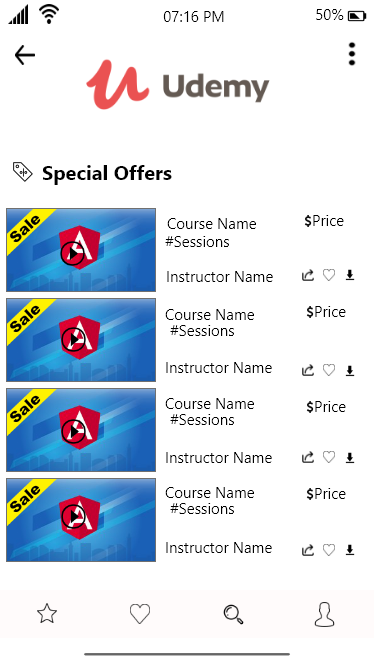 07:16 PM
50%
Udemy
Special Offers
Sale
Course Name
$Price
#Sessions
Instructor Name
Sale
Course Name
$Price
#Sessions
Instructor Name
Sale
Course Name
$Price
#Sessions
Instructor Name
Sale
Course Name
$Price
#Sessions
Instructor Name